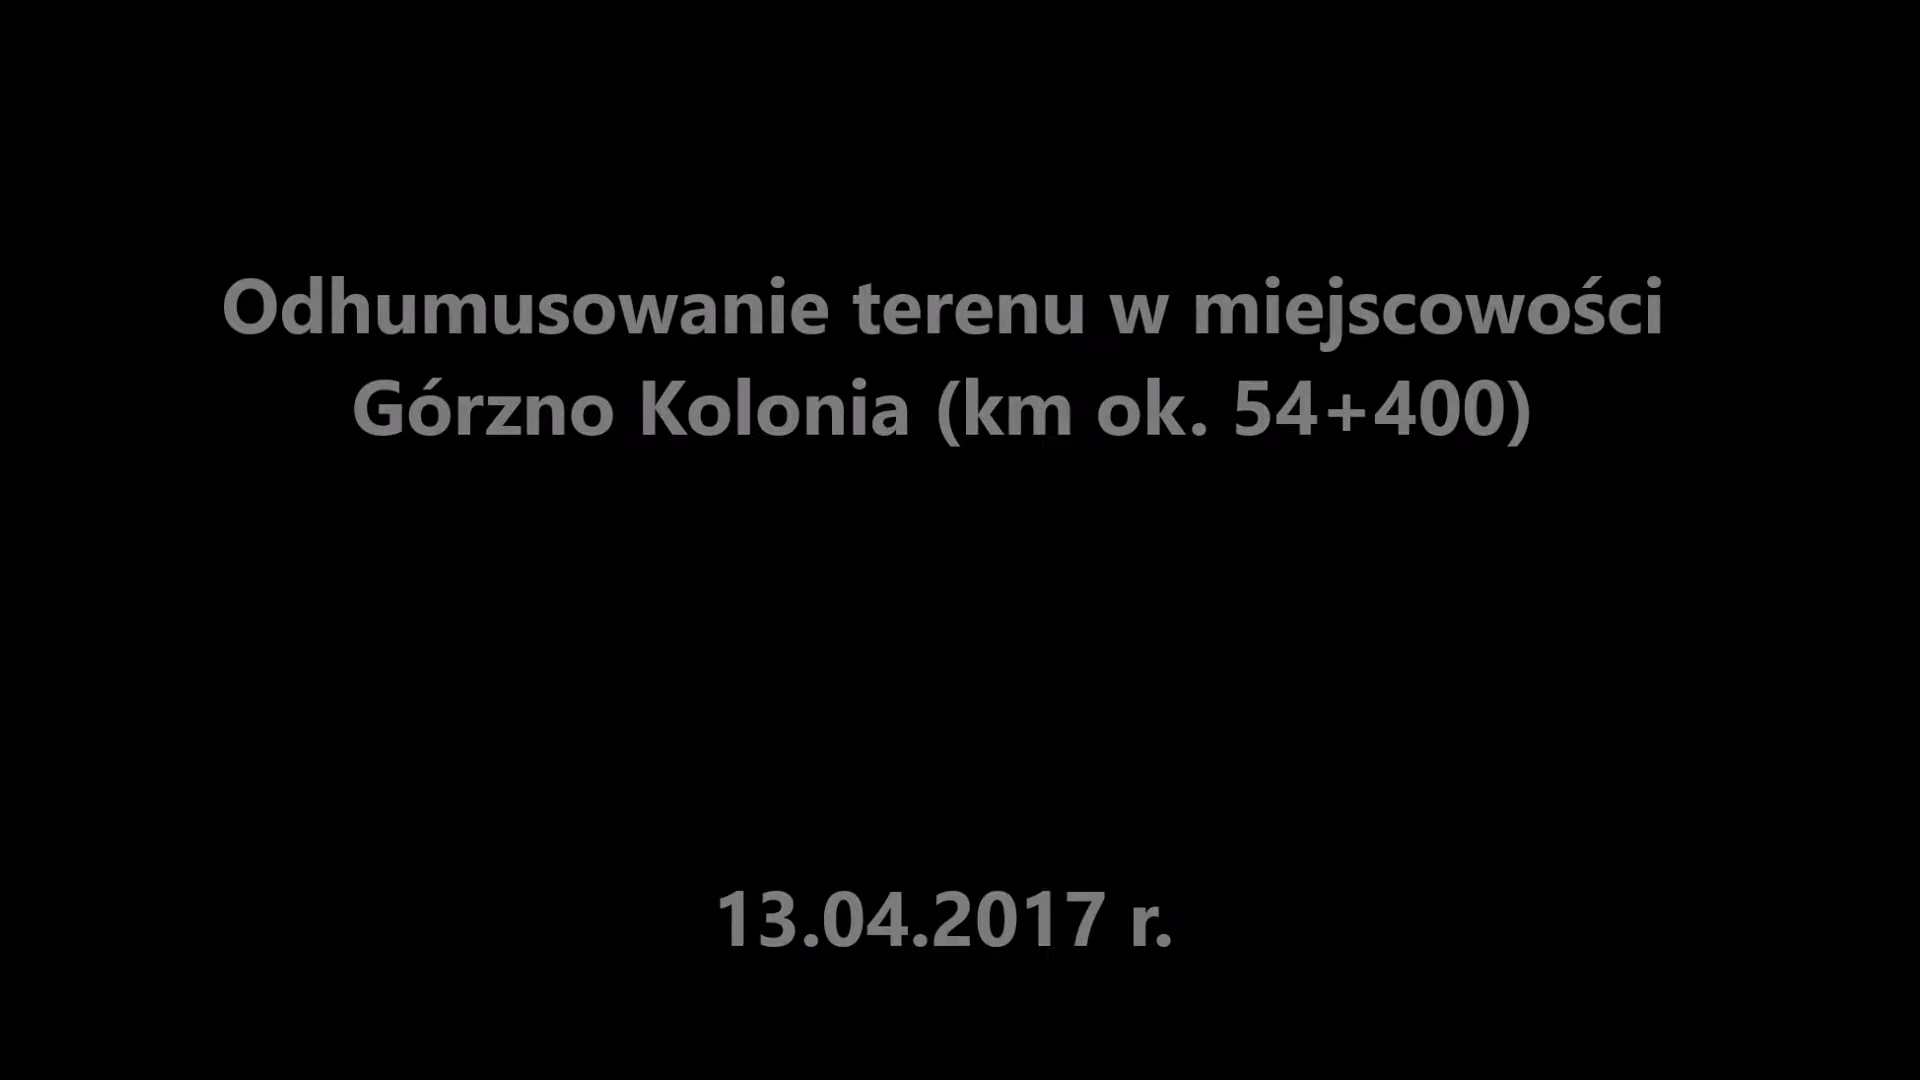 Odhumusowanie terenu w miejscowości
Górzno Kolonia (km ok. 54+400)
13.04.2017 r.